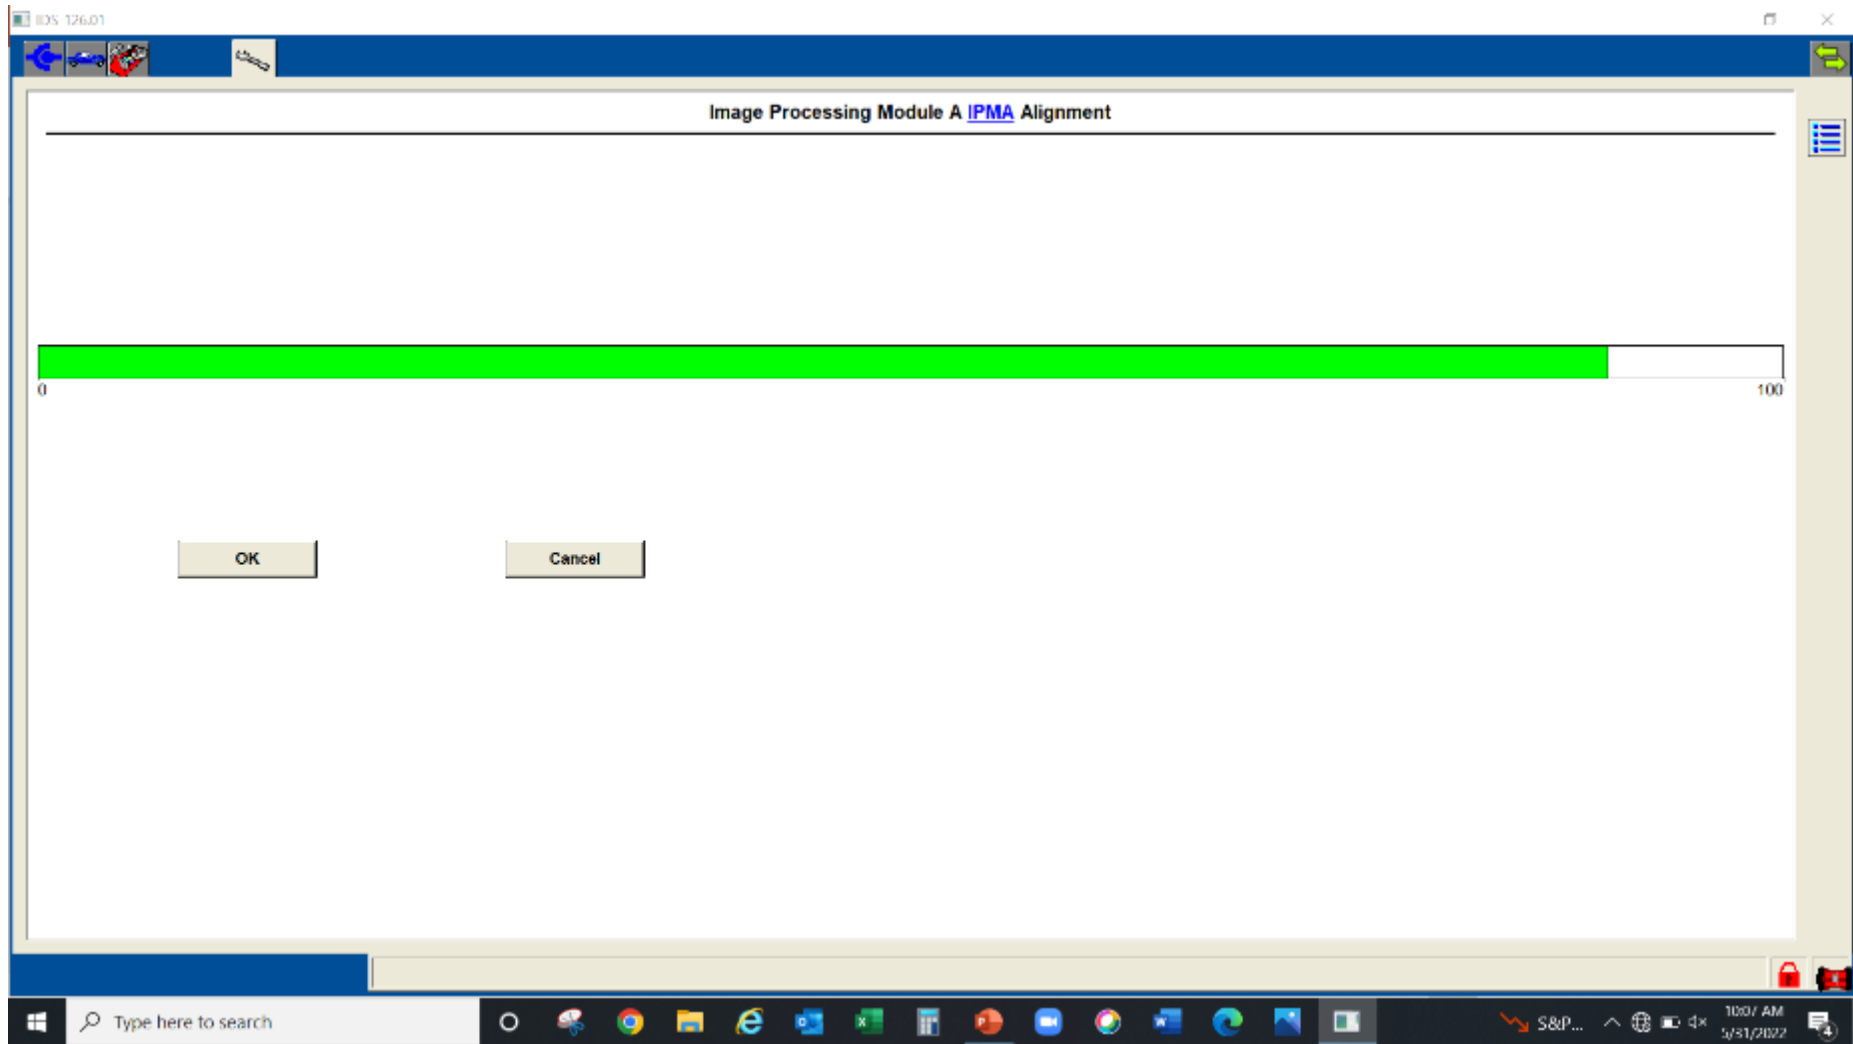 IDS 126.01
Image Processing Module A IPMA Alignment
0 100
OK Cancel
Type here to search
S&P...
10:07 AM
5/31/2022
4